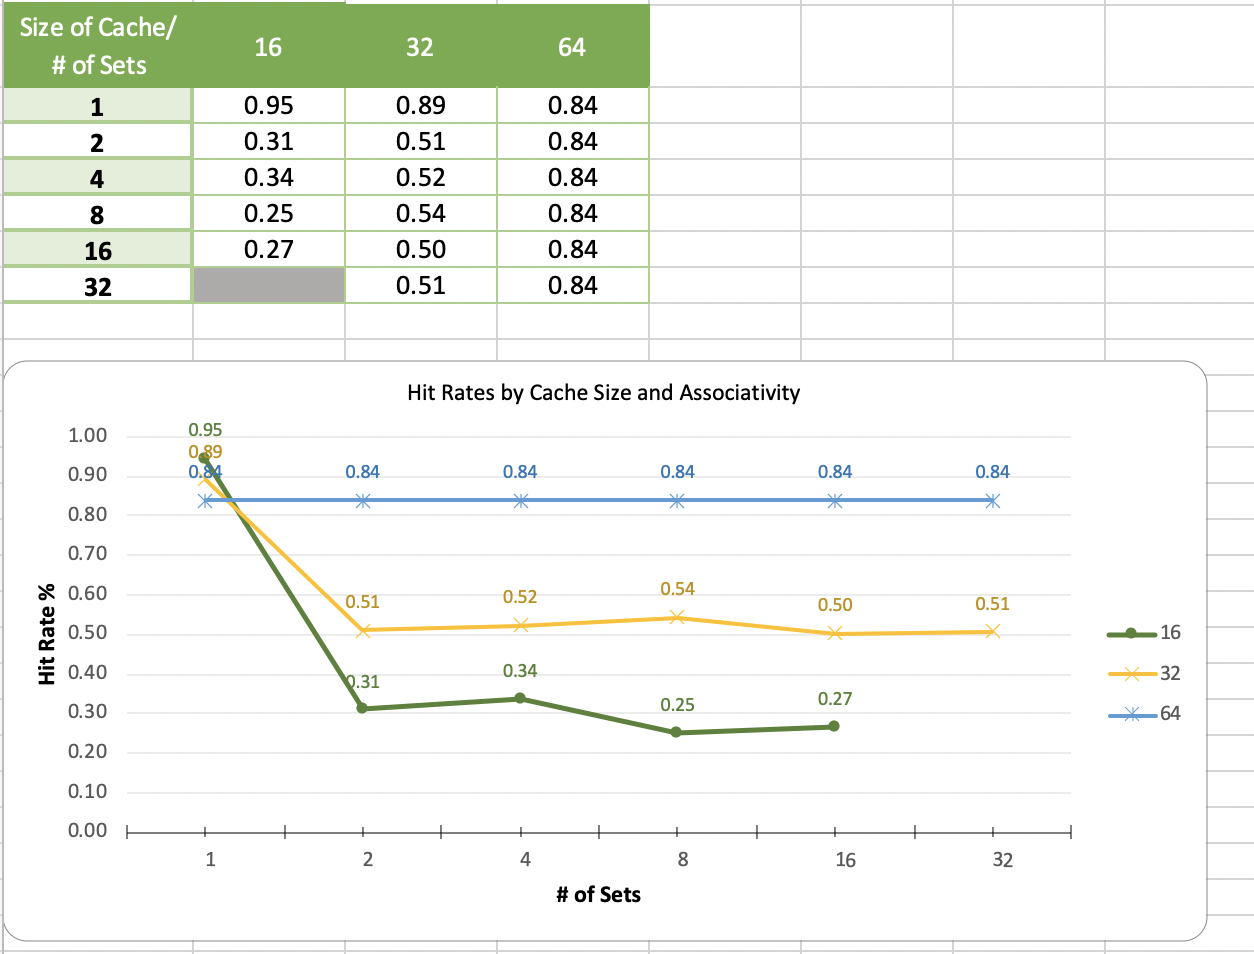 Size of Cache/
# of Sets
16 32 64
1 0.95 0.89 0.84
2 0.31 0.51 0.84
4 0.34 0.52 0.84
8 0.25 0.54 0.84
16 0.27 0.50 0.84
32 0.51 0.84
Hit Rates by Cache Size and Associativity
Hit Rate %
1.00
0.90
0.80
0.70
0.60
0.50
0.40
0.30
0.20
0.10
0.00
0.95
0.89
0.84 0.84 0.84 0.84 0.84 0.84
0.51 0.52 0.54 0.50 0.51
0.31 0.34 0.25 0.27
1 2 4 8 16 32
# of Sets
16
32
64